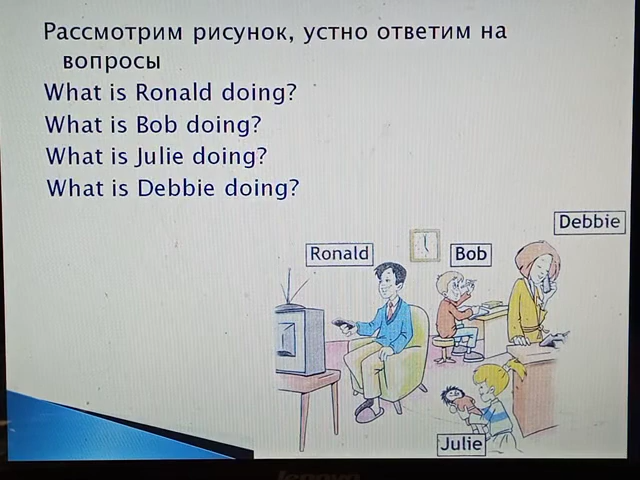 Рассмотрим рисунок, устно ответим на
вопросы
What is Ronald doing?
What is Bob doing?
What is Julie doing?
What is Debbie doing?
Debbie
Ronald
Bob
Julie
lenovo